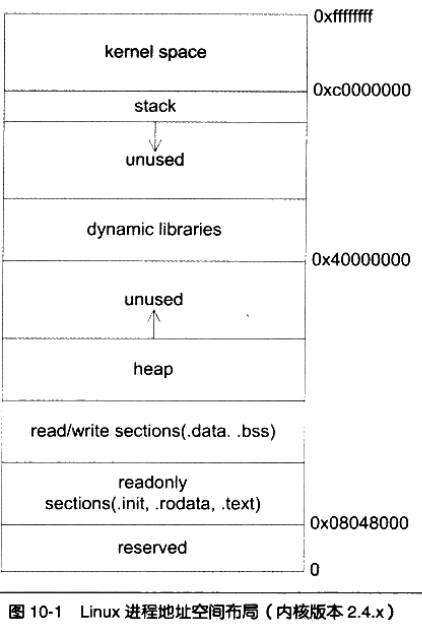 0xffffffff
kernel space
0xc0000000
stack
unused
dynamic libraries
0x40000000
unused
heap
read/write sections(.data. .bss)
readonly
sections(.init, .rodata, .text)
0x08048000
reserved
0
图 10-1 Linux 进程地址空间布局（内核版本 2.4.x）